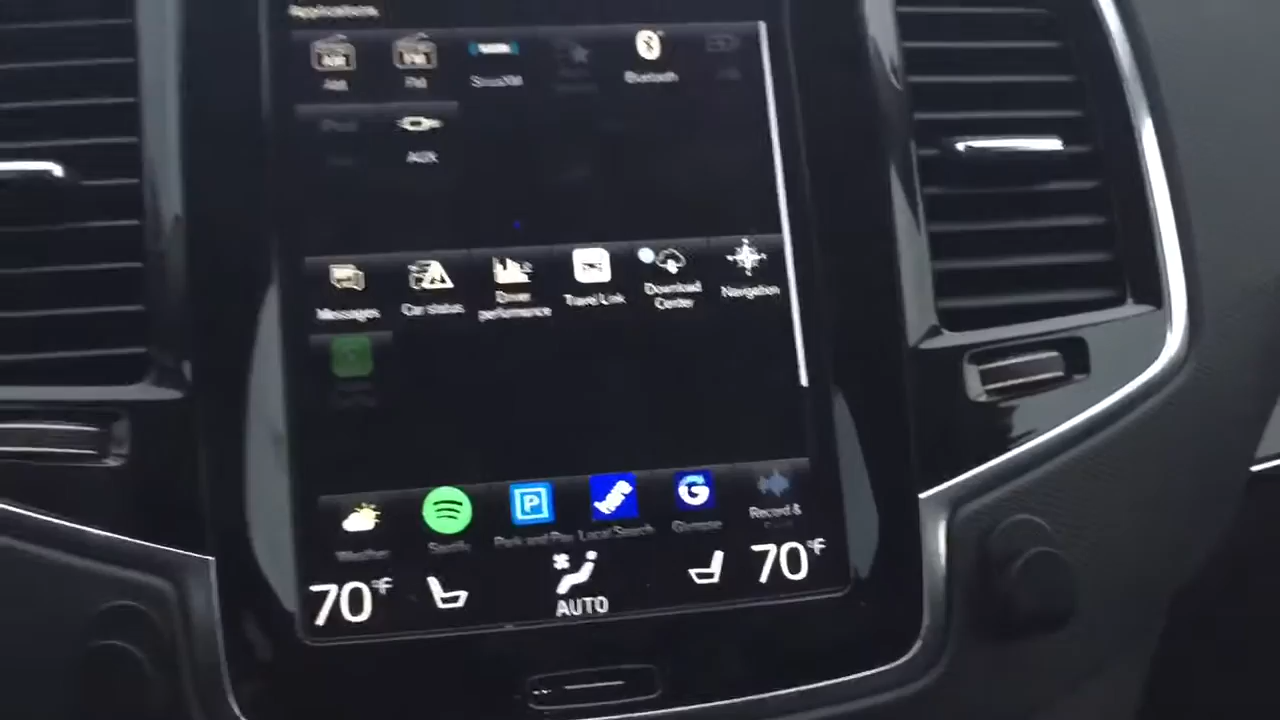 Applications
AM FM SiriusXM Bluetooth
AUX
Messages Car status Driver performance Travel Link Download Center Navigation
Weather Spotify P Park and Pay Local Search G Glympse Record &
70°F 70°F
AUTO